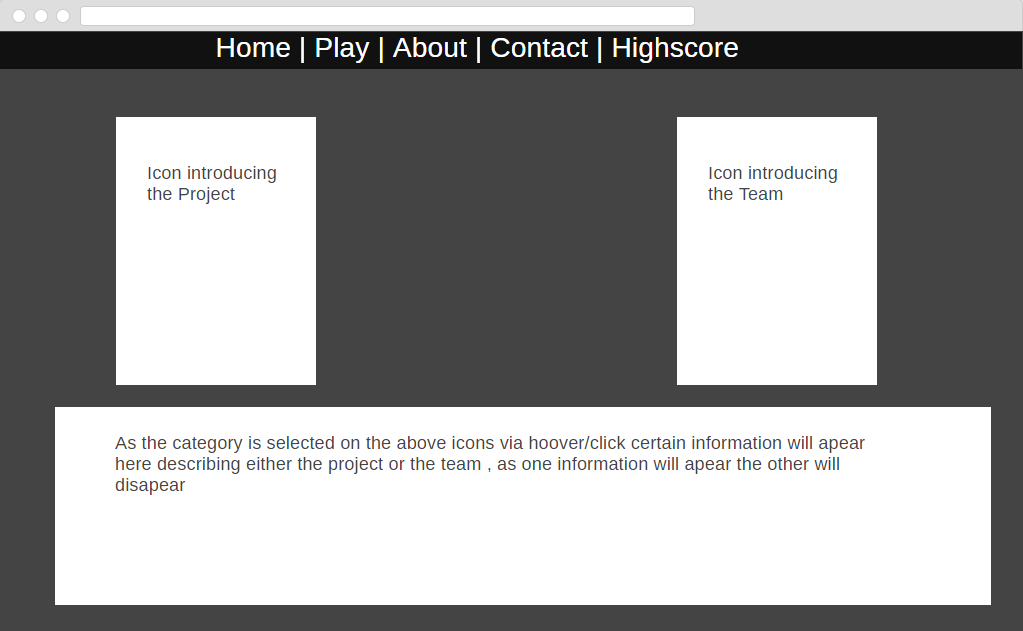 Home | Play | About | Contact | Highscore
Icon introducing
the Project
Icon introducing
the Team
As the category is selected on the above icons via hoover/click certain information will apear
here describing either the project or the team , as one information will apear the other will
disapear